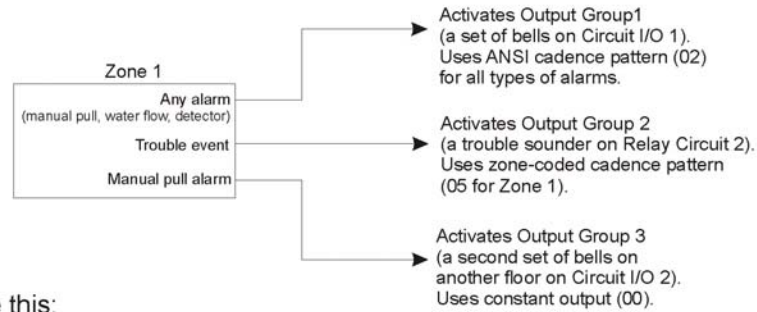 Zone 1
Any alarm
(manual pull, water flow, detector)
Trouble event
Manual pull alarm
Activates Output Group1
(a set of bells on Circuit I/O 1).
Uses ANSI cadence pattern (02)
for all types of alarms.
Activates Output Group 2
(a trouble sounder on Relay Circuit 2).
Uses zone-coded cadence pattern
(05 for Zone 1).
Activates Output Group 3
(a second set of bells on
another floor on Circuit I/O 2).
Uses constant output (00).
this: